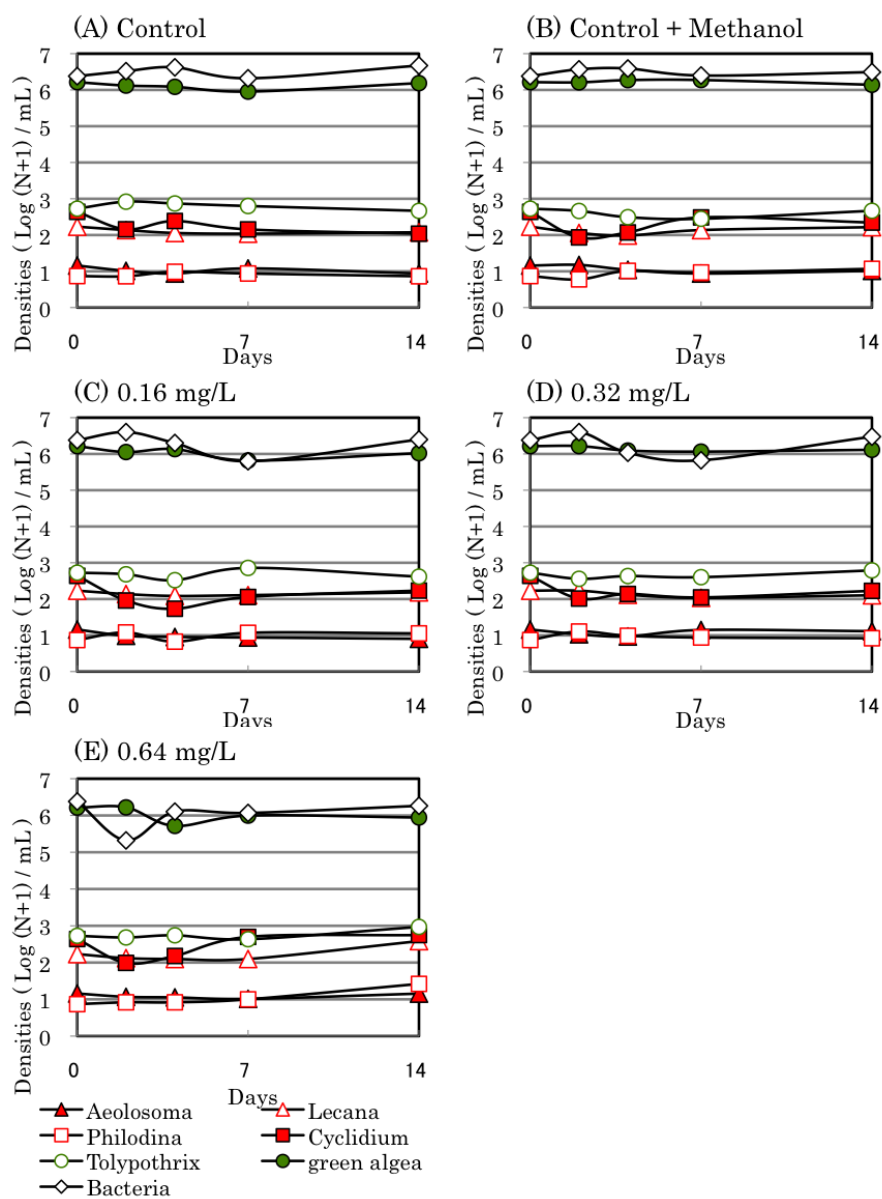 (A) Control
Densities ( Log (N+1) / mL )
7
6
5
4
3
2
1
0
0
7
14
Days
(B) Control + Methanol
Densities ( Log (N+1) / mL )
7
6
5
4
3
2
1
0
0
7
14
Days
(C) 0.16 mg/L
Densities ( Log (N+1) / mL )
7
6
5
4
3
2
1
0
0
7
14
Days
(D) 0.32 mg/L
Densities ( Log (N+1) / mL )
7
6
5
4
3
2
1
0
0
7
14
Days
(E) 0.64 mg/L
Densities ( Log (N+1) / mL )
7
6
5
4
3
2
1
0
0
7
14
Days
Aeolosoma
Lecana
Philodina
Cyclidium
Tolypothrix
green algea
Bacteria